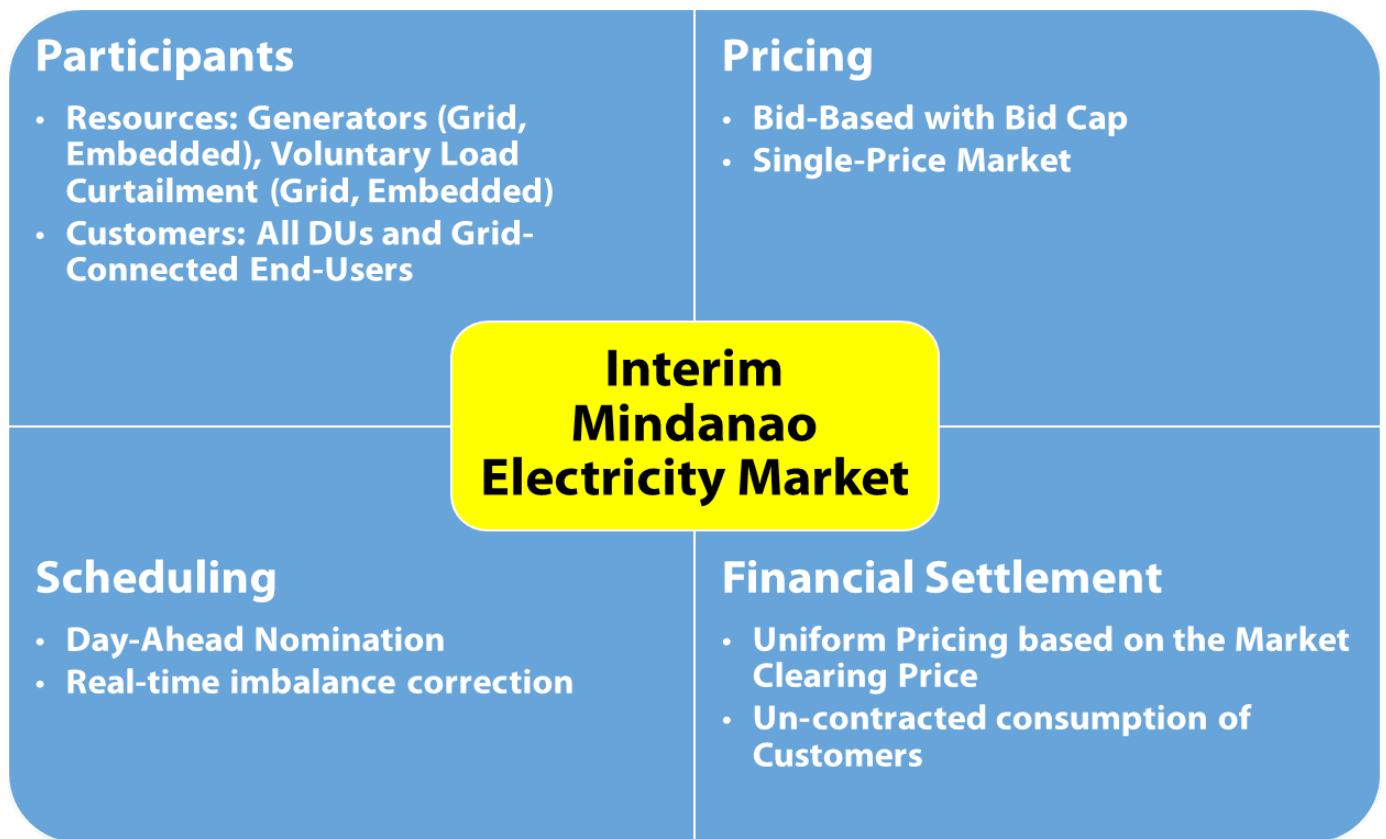 Participants
• Resources: Generators (Grid,
Embedded), Voluntary Load
Curtailment (Grid, Embedded)
• Customers: All DUs and Grid-
Connected End-Users
Pricing
• Bid-Based with Bid Cap
• Single-Price Market
Interim
Mindanao
Electricity Market
Scheduling
• Day-Ahead Nomination
• Real-time imbalance correction
Financial Settlement
• Uniform Pricing based on the Market
Clearing Price
• Un-contracted consumption of
Customers